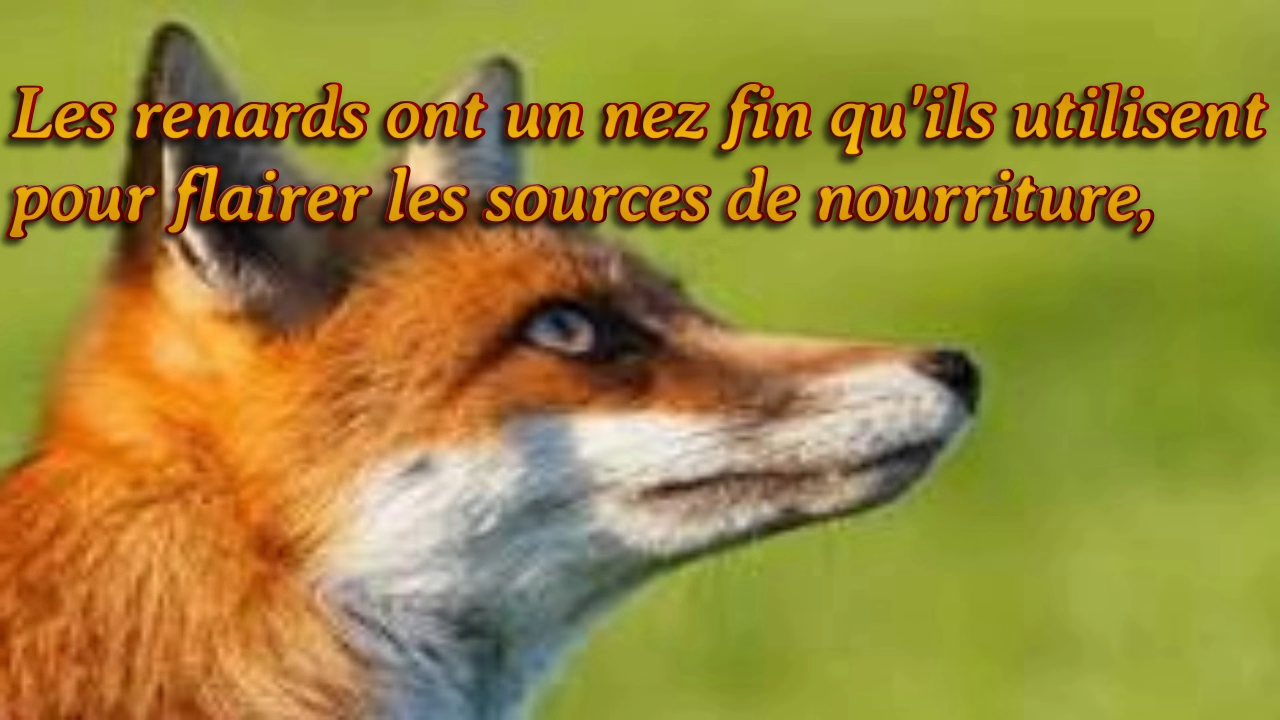 Les renards ont un nez fin qu'ils utilisent
pour flairer les sources de nourriture,